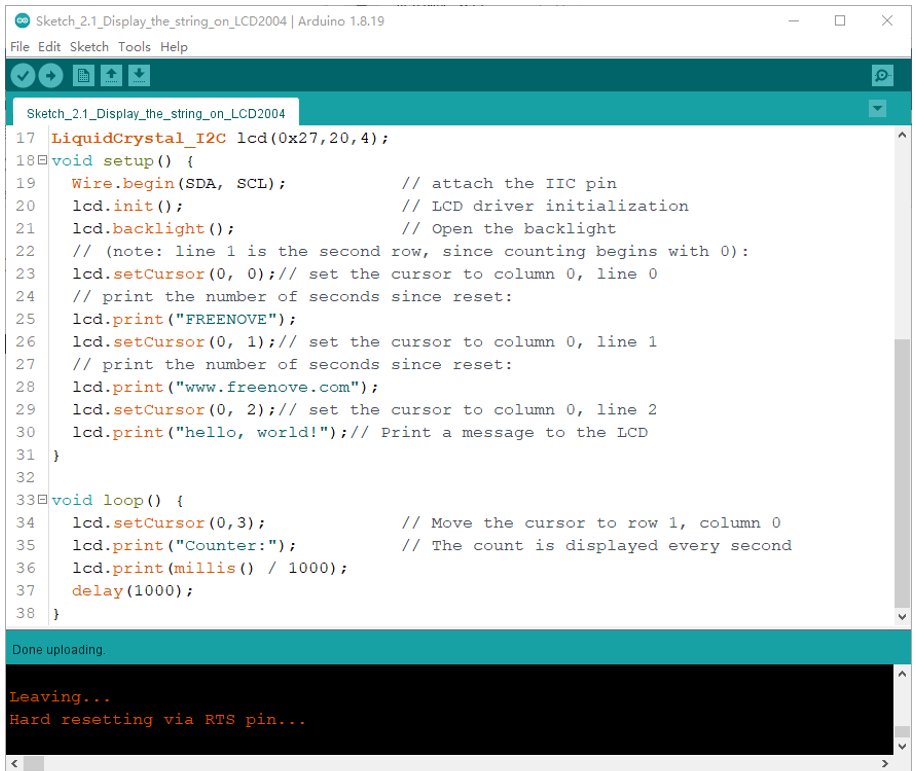 Sketch_2.1_Display_the_string_on_LCD2004 | Arduino 1.8.19
File Edit Sketch Tools Help
Sketch_2.1_Display_the_string_on_LCD2004
17 LiquidCrystal_I2C lcd(0x27,20,4);
18 void setup() {
19   Wire.begin(SDA, SCL);           // attach the IIC pin
20   lcd.init();                     // LCD driver initialization
21   lcd.backlight();                // Open the backlight
22   // (note: line 1 is the second row, since counting begins with 0):
23   lcd.setCursor(0, 0);// set the cursor to column 0, line 0
24   // print the number of seconds since reset:
25   lcd.print("FREENOVE");
26   lcd.setCursor(0, 1);// set the cursor to column 0, line 1
27   // print the number of seconds since reset:
28   lcd.print("www.freenove.com");
29   lcd.setCursor(0, 2);// set the cursor to column 0, line 2
30   lcd.print("hello, world!");// Print a message to the LCD
31 }
32
33 void loop() {
34   lcd.setCursor(0,3);             // Move the cursor to row 1, column 0
35   lcd.print("Counter:");          // The count is displayed every second
36   lcd.print(millis() / 1000);
37   delay(1000);
38 }
Done uploading.
Leaving...
Hard resetting via RTS pin...